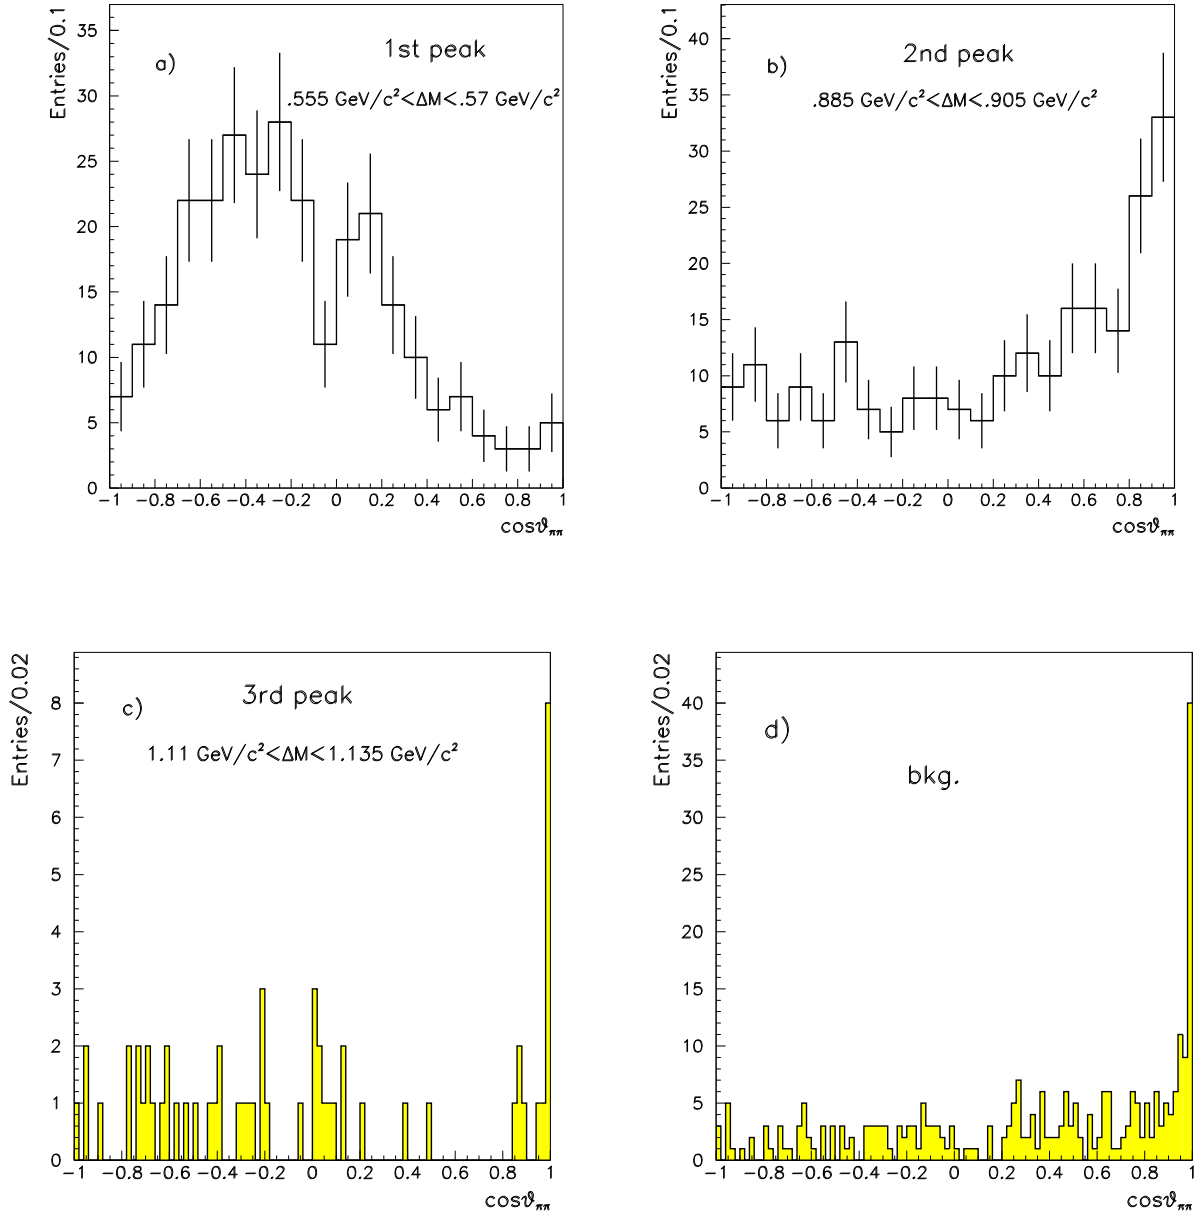 Entries/0.1
35
30
25
20
15
10
5
0
a)
1st peak
.555 GeV/c²<ΔM<.57 GeV/c²
−1 −0.8 −0.6 −0.4 −0.2 0 0.2 0.4 0.6 0.8 1
cosϑππ
Entries/0.1
40
35
30
25
20
15
10
5
0
b)
2nd peak
.885 GeV/c²<ΔM<.905 GeV/c²
−1 −0.8 −0.6 −0.4 −0.2 0 0.2 0.4 0.6 0.8 1
cosϑππ
Entries/0.02
8
7
6
5
4
3
2
1
0
c)
3rd peak
1.11 GeV/c²<ΔM<1.135 GeV/c²
−1 −0.8 −0.6 −0.4 −0.2 0 0.2 0.4 0.6 0.8 1
cosϑππ
Entries/0.02
40
35
30
25
20
15
10
5
0
d)
bkg.
−1 −0.8 −0.6 −0.4 −0.2 0 0.2 0.4 0.6 0.8 1
cosϑππ